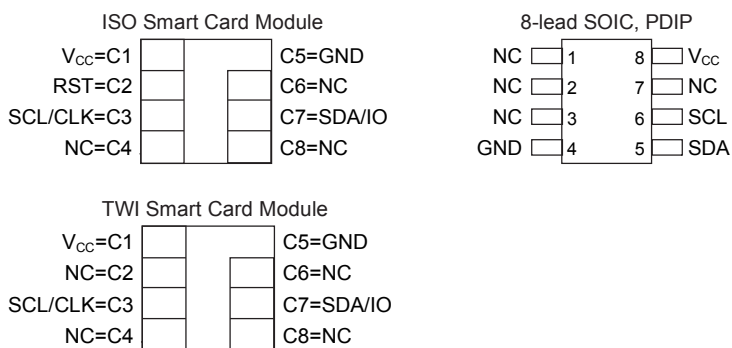 ISO Smart Card Module
V_CC=C1 C5=GND
RST=C2 C6=NC
SCL/CLK=C3 C7=SDA/IO
NC=C4 C8=NC
8-lead SOIC, PDIP
NC 1 8 V_CC
NC 2 7 NC
NC 3 6 SCL
GND 4 5 SDA
TWI Smart Card Module
V_CC=C1 C5=GND
NC=C2 C6=NC
SCL/CLK=C3 C7=SDA/IO
NC=C4 C8=NC